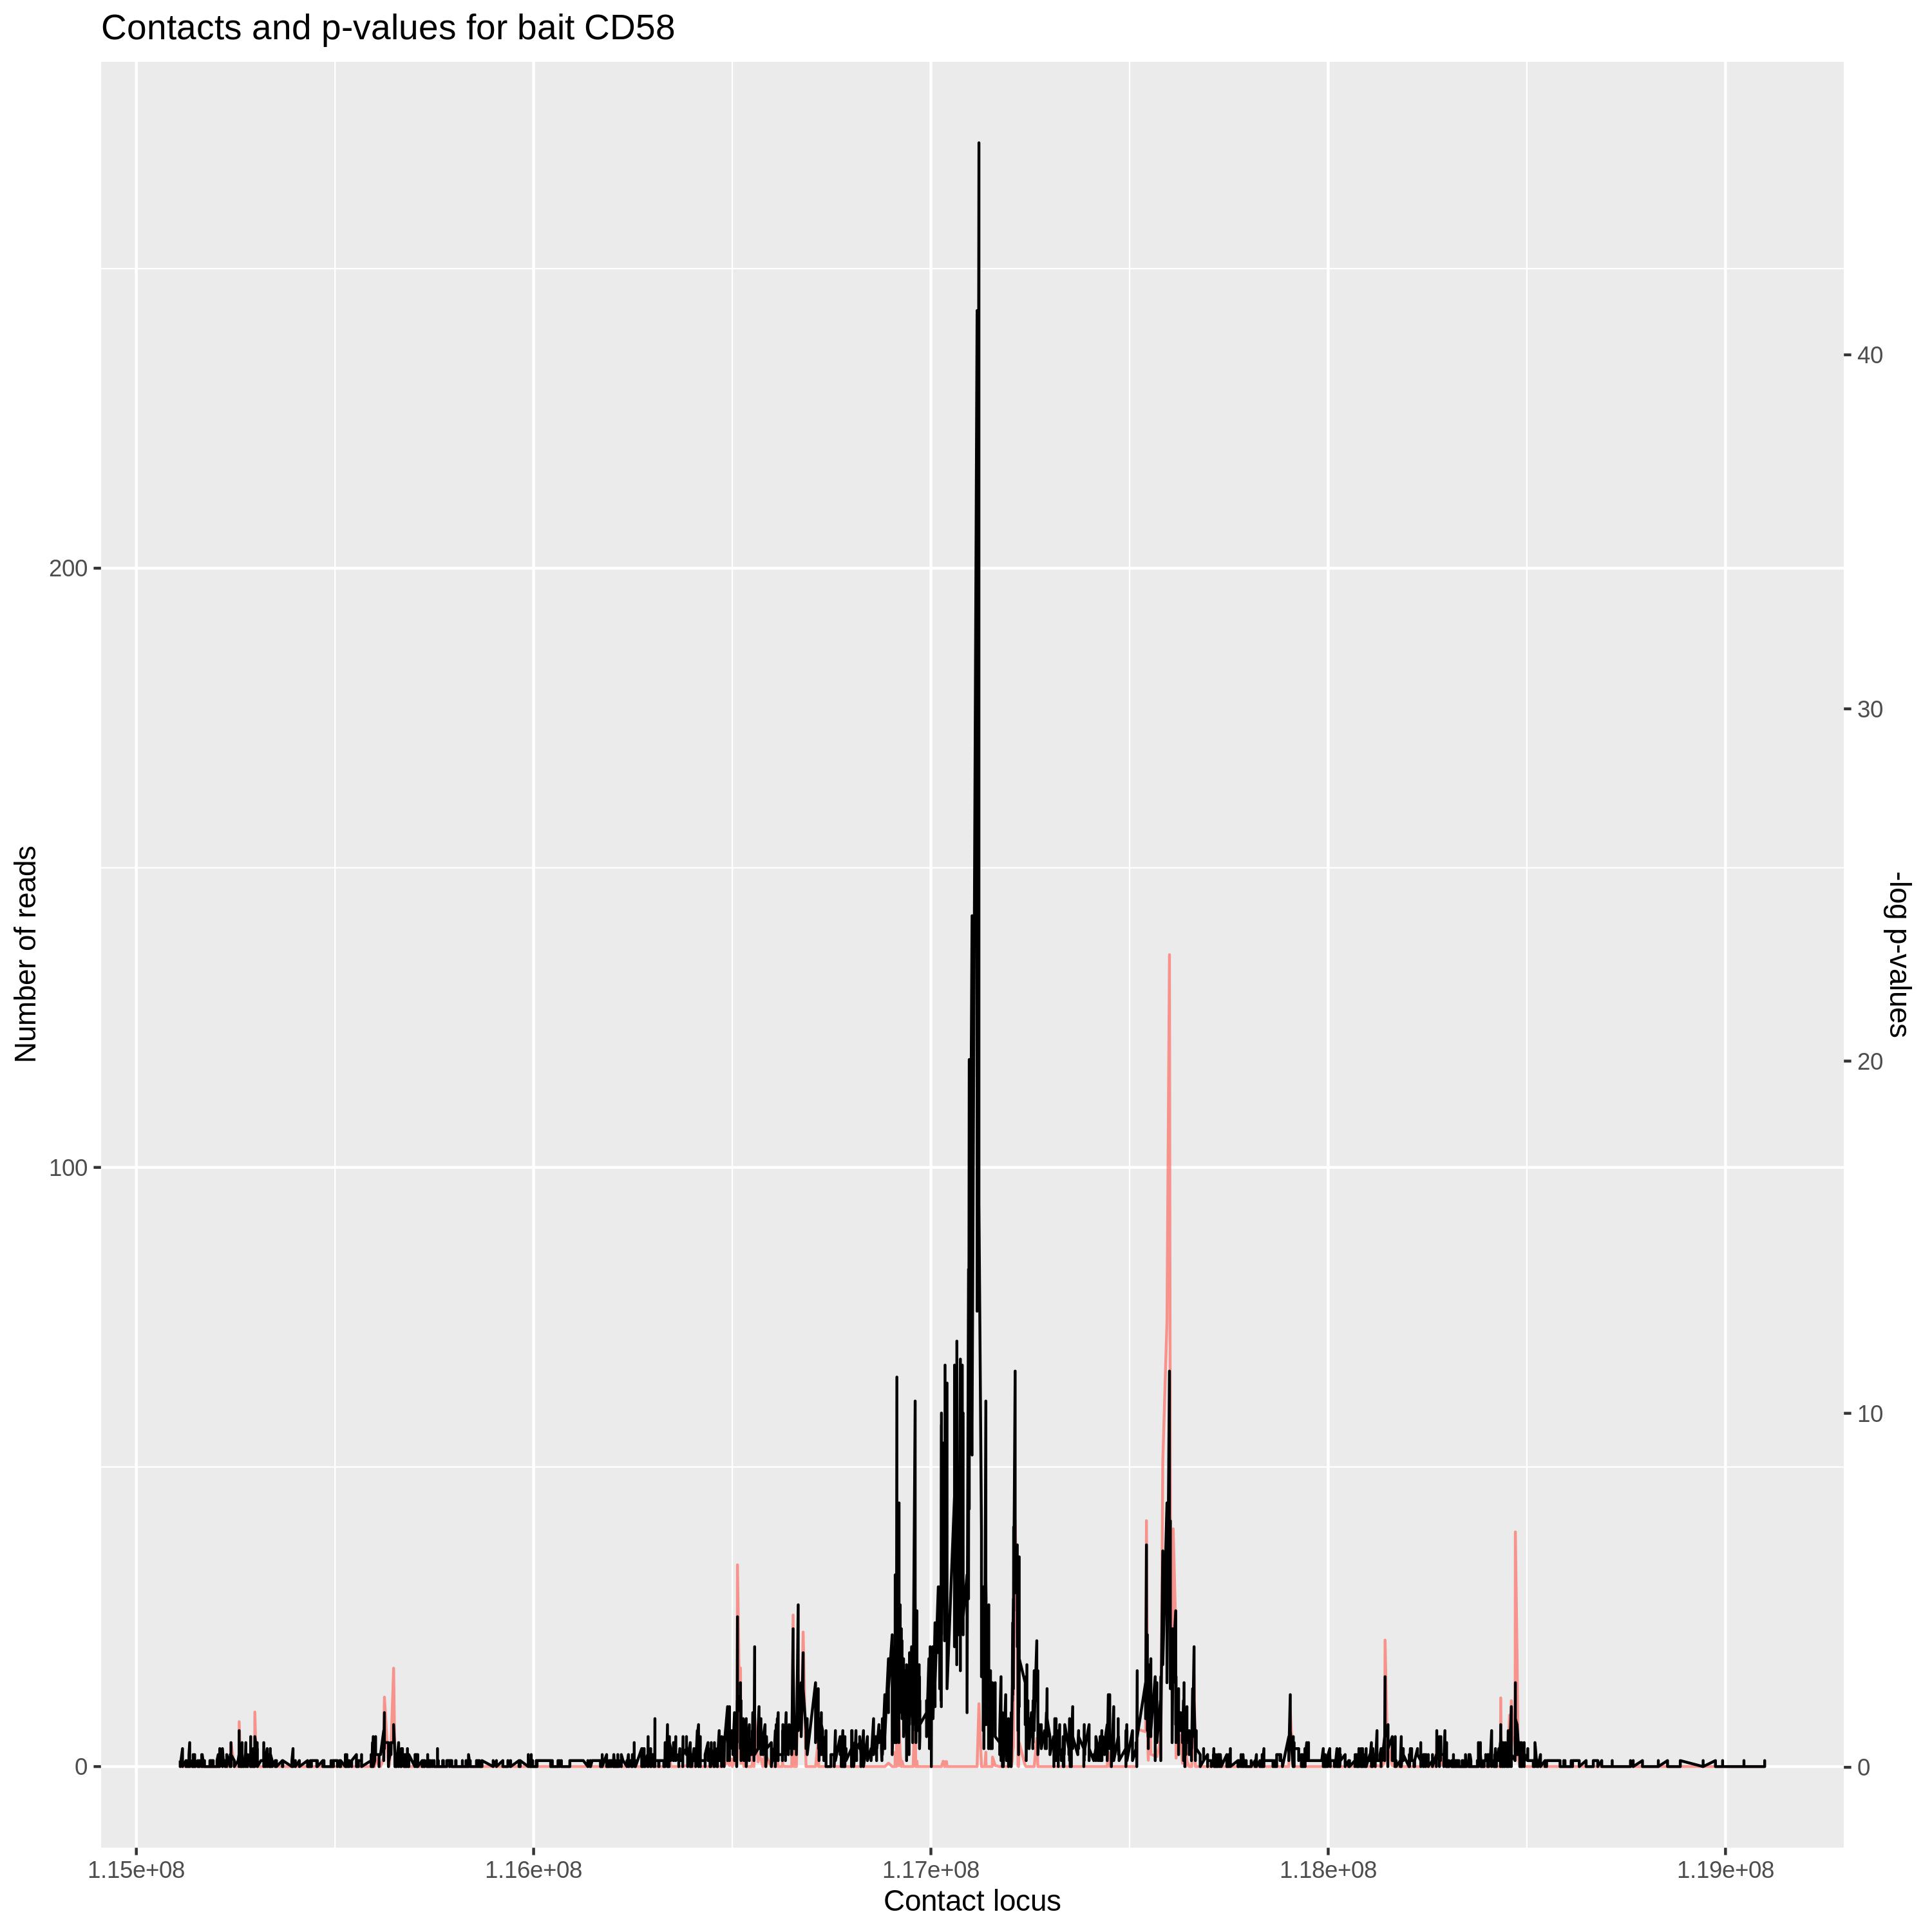 Contacts and p-values for bait CD58
Number of reads
200
100
0
40
30
20
10
0
-log p-values
1.15e+08
1.16e+08
1.17e+08
1.18e+08
1.19e+08
Contact locus